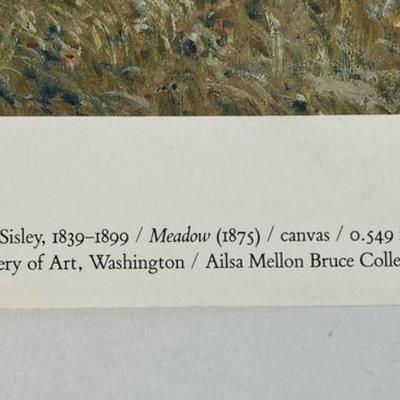 Sisley, 1839–1899 / Meadow (1875) / canvas / 0.549
ery of Art, Washington / Ailsa Mellon Bruce Colle